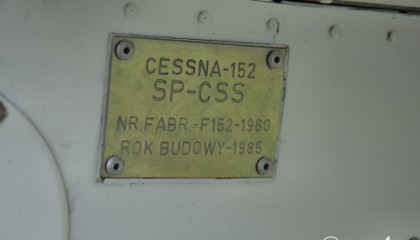 CESSNA-152
SP-CSS
NR.FABR.-F152-1960
ROK BUDOWY-1985